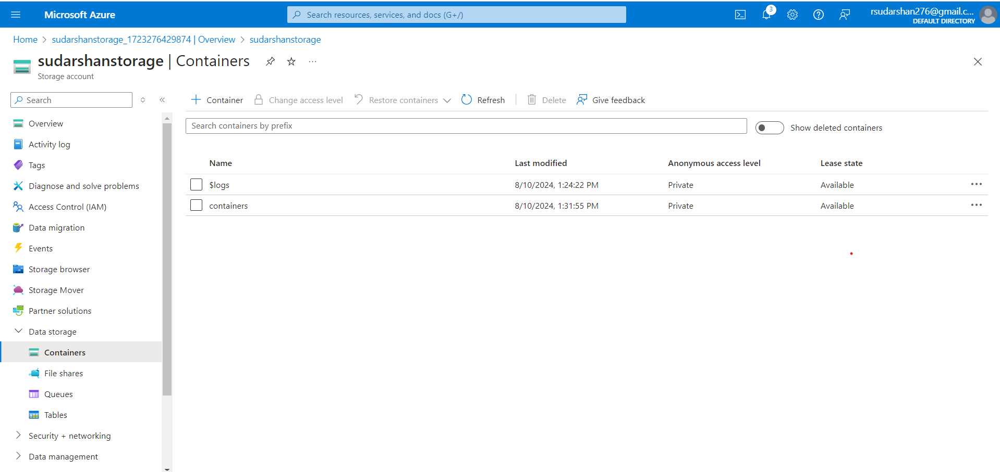 Microsoft Azure
Search resources, services, and docs (G+/)
3
rsudarshan276@gmail.c...
DEFAULT DIRECTORY
Home > sudarshanstorage_1723276429874 | Overview > sudarshanstorage
sudarshanstorage | Containers
Storage account
Search
Container
Change access level
Restore containers
Refresh
Delete
Give feedback
Search containers by prefix
Show deleted containers
Name Last modified Anonymous access level Lease state
$logs 8/10/2024, 1:24:22 PM Private Available
containers 8/10/2024, 1:31:55 PM Private Available
Overview
Activity log
Tags
Diagnose and solve problems
Access Control (IAM)
Data migration
Events
Storage browser
Storage Mover
Partner solutions
Data storage
Containers
File shares
Queues
Tables
Security + networking
Data management